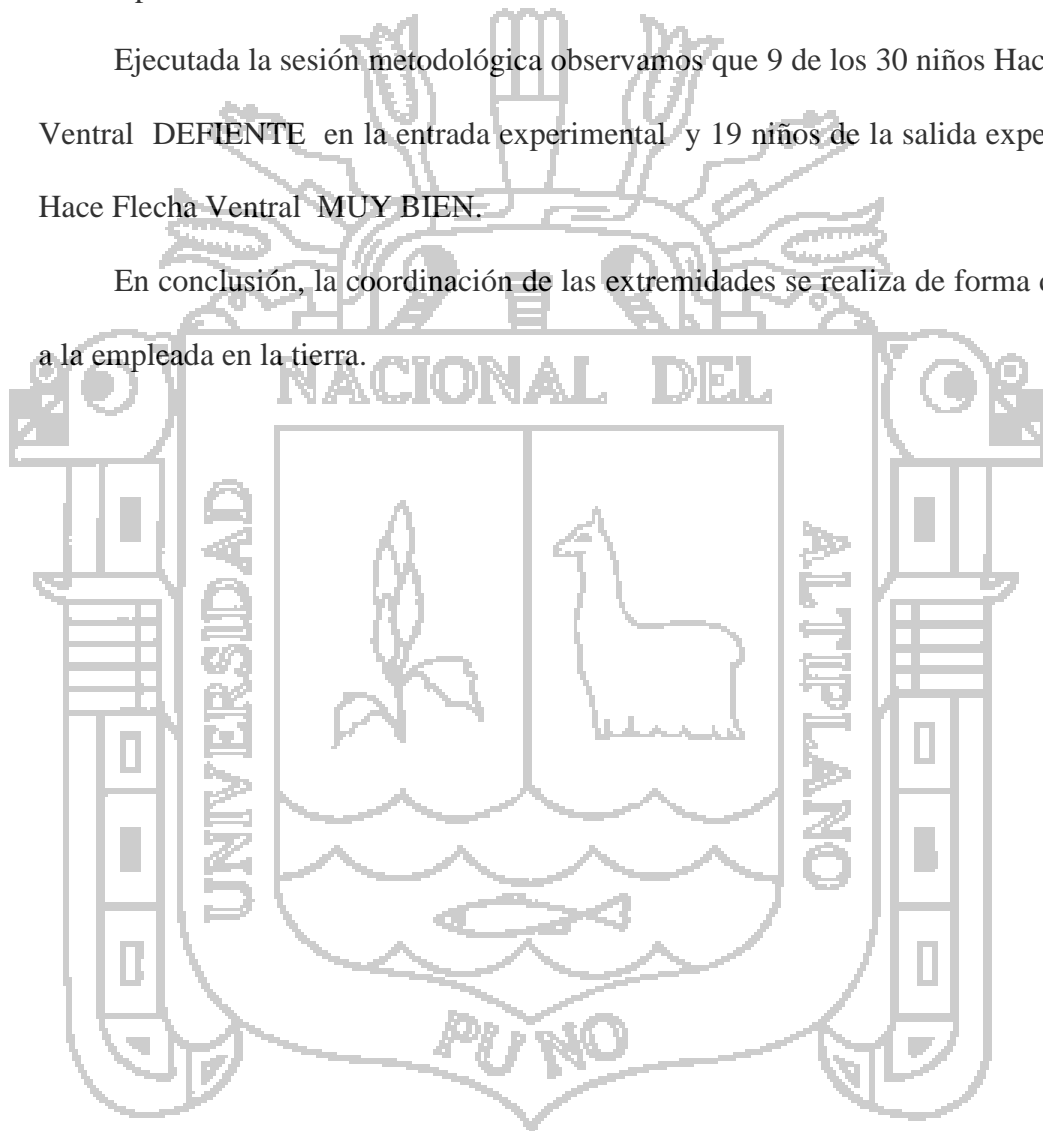 Ejecutada la sesión metodológica observamos que 9 de los 30 niños Hac
Ventral DEFIENTE en la entrada experimental y 19 niños de la salida expe
Hace Flecha Ventral MUY BIEN.
En conclusión, la coordinación de las extremidades se realiza de forma
a la empleada en la tierra.
NACIONAL DEL
UNIVERSIDAD
ALTIPLANO
PUNO